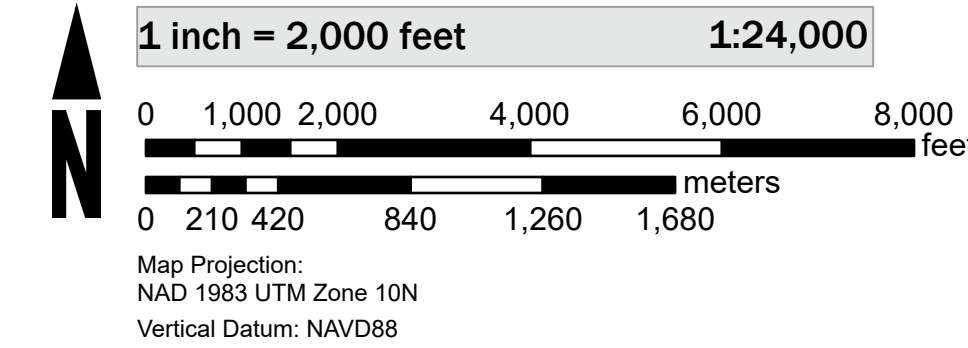 N
1 inch = 2,000 feet 1:24,000
0 1,000 2,000 4,000 6,000 8,000
feet
meters
0 210 420 840 1,260 1,680
Map Projection:
NAD 1983 UTM Zone 10N
Vertical Datum: NAVD88